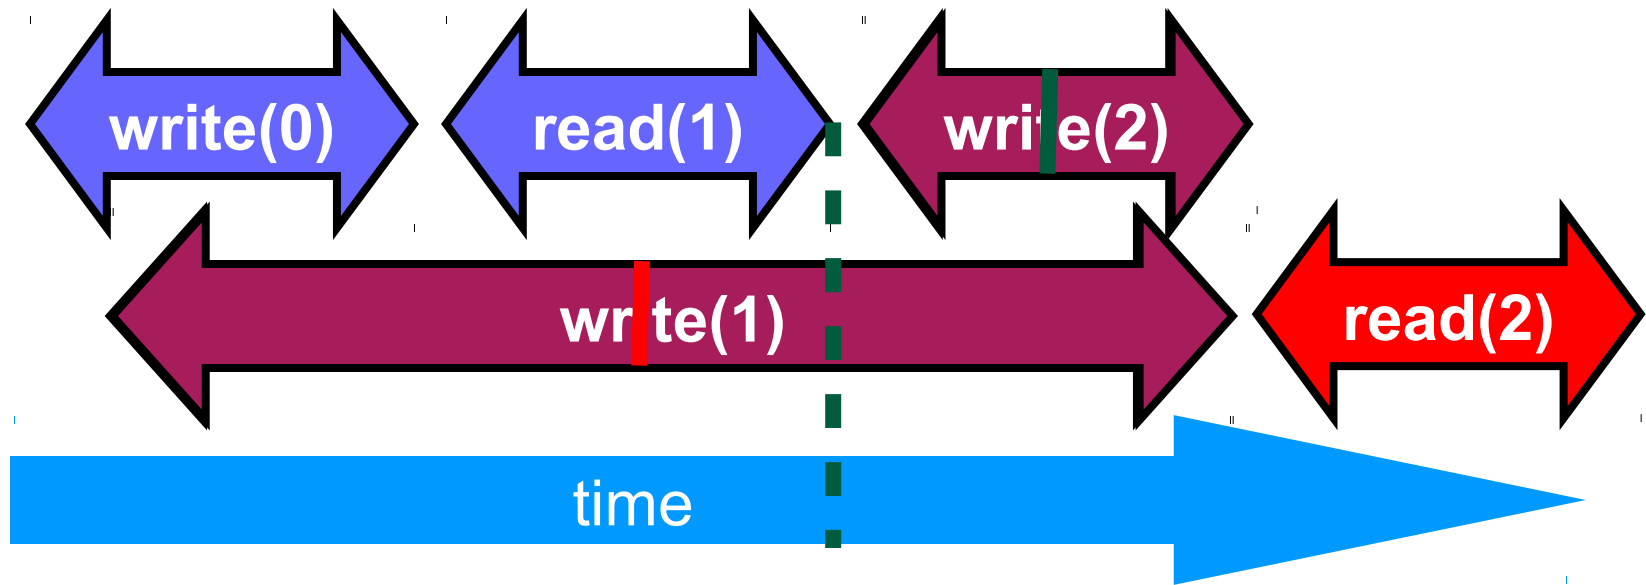 write(0)
read(1)
write(2)
write(1)
read(2)
time